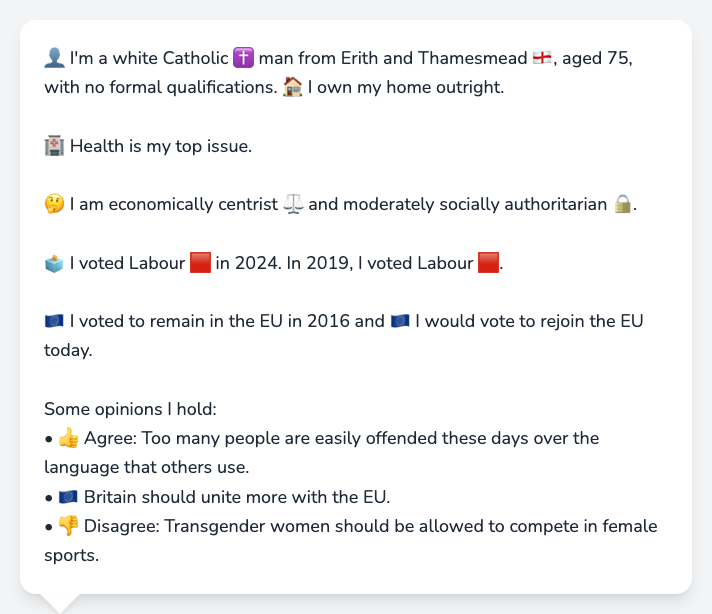 👤 I'm a white Catholic ✝️ man from Erith and Thamesmead 🏴󠁧󠁢󠁥󠁮󠁧󠁿, aged 75,
with no formal qualifications. 🏠 I own my home outright.
🏥 Health is my top issue.
🤔 I am economically centrist ⚖️ and moderately socially authoritarian 🔒.
🗳️ I voted Labour 🟥 in 2024. In 2019, I voted Labour 🟥.
🇪🇺 I voted to remain in the EU in 2016 and 🇪🇺 I would vote to rejoin the EU
today.
Some opinions I hold:
• 👍 Agree: Too many people are easily offended these days over the
language that others use.
• 🇪🇺 Britain should unite more with the EU.
• 👎 Disagree: Transgender women should be allowed to compete in female
sports.